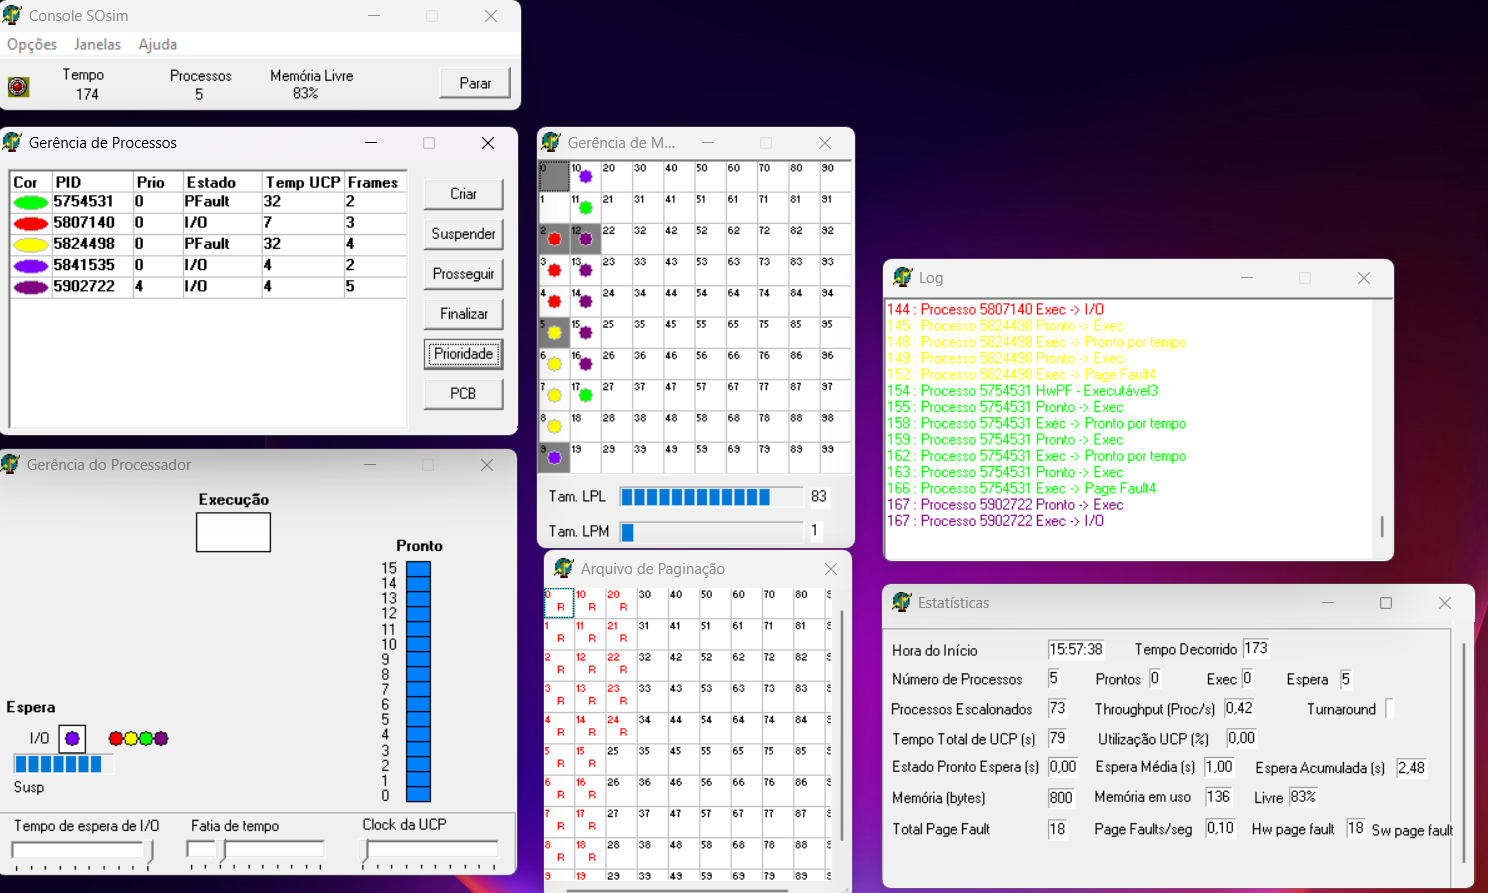 Console SOsim
Opções Janelas Ajuda
Tempo Processos Memória Livre
174 5 83%
Parar
Gerência de Processos
Cor PID Prio Estado Temp UCP Frames
5754531 0 PFault 32 2
5807140 0 I/O 7 3
5824498 0 PFault 32 4
5841535 0 I/O 4 2
5902722 4 I/O 4 5
Criar
Suspender
Prosseguir
Finalizar
Prioridade
PCB
Gerência do Processador
Execução
Pronto
15
14
13
12
11
10
9
8
7
6
5
4
3
2
1
0
Espera
I/O
Susp
Tempo de espera de I/O Fatia de tempo Clock da UCP
Gerência de M...
0 10 20 30 40 50 60 70 80 90
1 11 21 31 41 51 61 71 81 91
2 12 22 32 42 52 62 72 82 92
3 13 23 33 43 53 63 73 83 93
4 14 24 34 44 54 64 74 84 94
5 15 25 35 45 55 65 75 85 95
6 16 26 36 46 56 66 76 86 96
7 17 27 37 47 57 67 77 87 97
8 18 28 38 48 58 68 78 88 98
9 19 29 39 49 59 69 79 89 99
Tam. LPL 83
Tam. LPM 1
Arquivo de Paginação
0 10 20 30 40 50 60 70 80
R R R
1 11 21 31 41 51 61 71 81
R R R
2 12 22 32 42 52 62 72 82
R R R
3 13 23 33 43 53 63 73 83
R R R
4 14 24 34 44 54 64 74 84
R R R
5 15 25 35 45 55 65 75 85
R R
6 16 26 36 46 56 66 76 86
R R
7 17 27 37 47 57 67 77 87
R R
8 18 28 38 48 58 68 78 88
R R
9 19 29 39 49 59 69 79 89
Log
144 : Processo 5807140 Exec -> I/O
145 : Processo 5824498 Pronto -> Exec
148 : Processo 5824498 Exec -> Pronto por tempo
149 : Processo 5824498 Pronto -> Exec
152 : Processo 5824498 Exec -> Page Fault4
154 : Processo 5754531 HwPF - Executável3
155 : Processo 5754531 Pronto -> Exec
158 : Processo 5754531 Exec -> Pronto por tempo
159 : Processo 5754531 Pronto -> Exec
162 : Processo 5754531 Exec -> Pronto por tempo
163 : Processo 5754531 Pronto -> Exec
166 : Processo 5754531 Exec -> Page Fault4
167 : Processo 5902722 Pronto -> Exec
167 : Processo 5902722 Exec -> I/O
Estatísticas
Hora do Início 15:57:38 Tempo Decorrido 173
Número de Processos 5 Prontos 0 Exec 0 Espera 5
Processos Escalonados 73 Throughput (Proc/s) 0,42 Turnaround
Tempo Total de UCP (s) 79 Utilização UCP (%) 0,00
Estado Pronto Espera (s) 0,00 Espera Média (s) 1,00 Espera Acumulada (s) 2,48
Memória (bytes) 800 Memória em uso 136 Livre 83%
Total Page Fault 18 Page Faults/seg 0,10 Hw page fault 18 Sw page fault